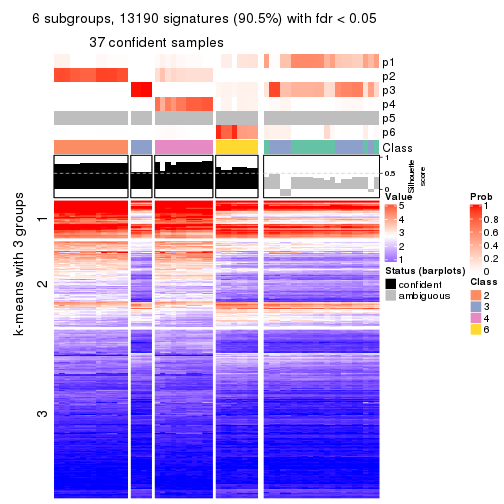 6 subgroups, 13190 signatures (90.5%) with fdr < 0.05
37 confident samples
p1
p2
p3
p4
p5
p6
Class
1
0.5
0
Silhouette
score
k-means with 3 groups
1
2
3
Value
5
4
3
2
1
Status (barplots)
confident
ambiguous
Prob
1
0.8
0.6
0.4
0.2
0
Class
2
3
4
6